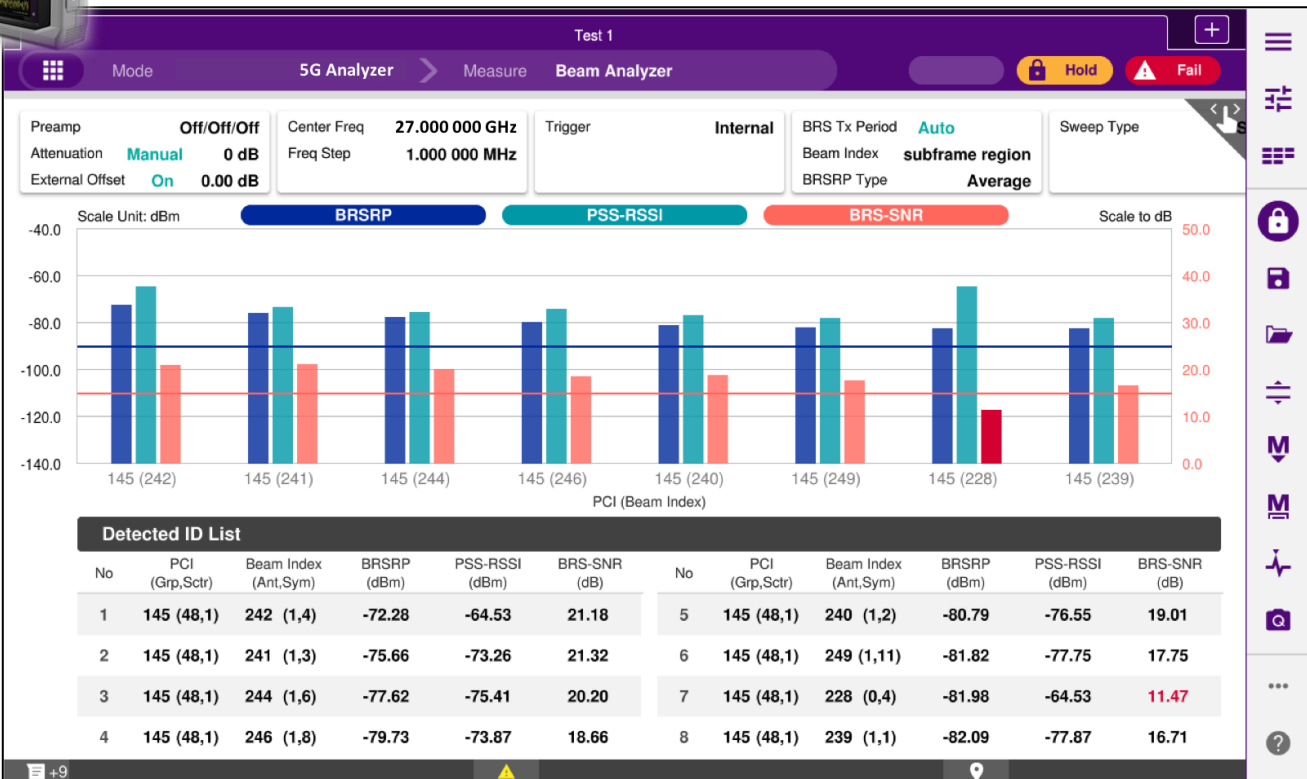 Test 1
Mode 5G Analyzer Measure Beam Analyzer Hold Fail
Preamp Off/Off/Off Center Freq 27.000 000 GHz Trigger Internal BRS Tx Period Auto Sweep Type
Attenuation Manual 0 dB Freq Step 1.000 000 MHz Beam Index subframe region
External Offset On 0.00 dB BRSRP Type Average
Scale Unit: dBm BRSRP PSS-RSSI BRS-SNR Scale to dB
-40.0 50.0
-60.0 40.0
-80.0 30.0
-100.0 20.0
-120.0 10.0
-140.0 0.0
145 (242) 145 (241) 145 (244) 145 (246) 145 (240) 145 (249) 145 (228) 145 (239)
PCI (Beam Index)
Detected ID List
No PCI (Grp,Sctr) Beam Index (Ant,Sym) BRSRP (dBm) PSS-RSSI (dBm) BRS-SNR (dB) No PCI (Grp,Sctr) Beam Index (Ant,Sym) BRSRP (dBm) PSS-RSSI (dBm) BRS-SNR (dB)
1 145 (48,1) 242 (1,4) -72.28 -64.53 21.18 5 145 (48,1) 240 (1,2) -80.79 -76.55 19.01
2 145 (48,1) 241 (1,3) -75.66 -73.26 21.32 6 145 (48,1) 249 (1,11) -81.82 -77.75 17.75
3 145 (48,1) 244 (1,6) -77.62 -75.41 20.20 7 145 (48,1) 228 (0,4) -81.98 -64.53 11.47
4 145 (48,1) 246 (1,8) -79.73 -73.87 18.66 8 145 (48,1) 239 (1,1) -82.09 -77.87 16.71
+9